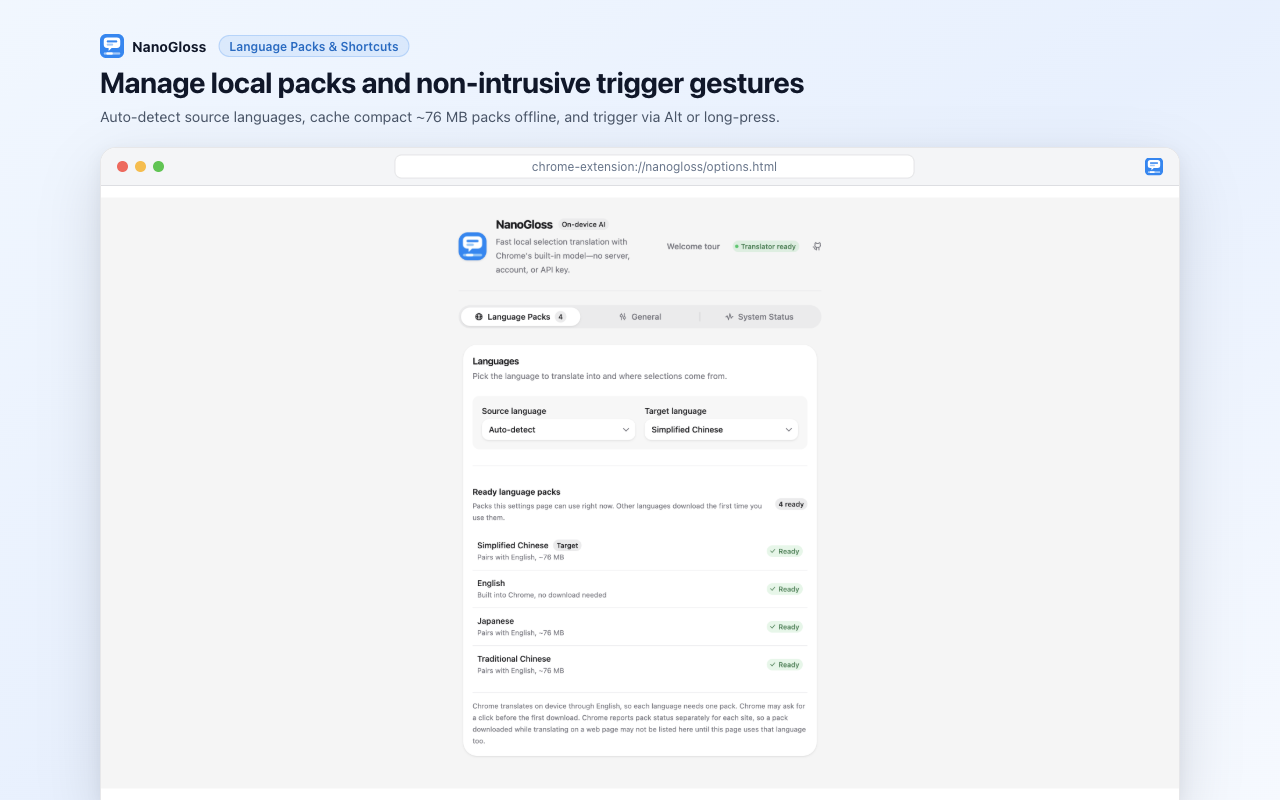 NanoGloss
Language Packs & Shortcuts
Manage local packs and non-intrusive trigger gestures
Auto-detect source languages, cache compact ~76 MB packs offline, and trigger via Alt or long-press.
chrome-extension://nanogloss/options.html
NanoGloss On-device AI
Fast local selection translation with
Chrome's built-in model—no server,
account, or API key.
Welcome tour
Translator ready
Language Packs 4
General
System Status
Languages
Pick the language to translate into and where selections come from.
Source language
Auto-detect
Target language
Simplified Chinese
Ready language packs
Packs this settings page can use right now. Other languages download the first time you
use them.
4 ready
Simplified Chinese Target
Pairs with English, ~76 MB
✓ Ready
English
Built into Chrome, no download needed
✓ Ready
Japanese
Pairs with English, ~76 MB
✓ Ready
Traditional Chinese
Pairs with English, ~76 MB
✓ Ready
Chrome translates on device through English, so each language needs one pack. Chrome may ask for
a click before the first download. Chrome reports pack status separately for each site, so a pack
downloaded while translating on a web page may not be listed here until this page uses that language
too.